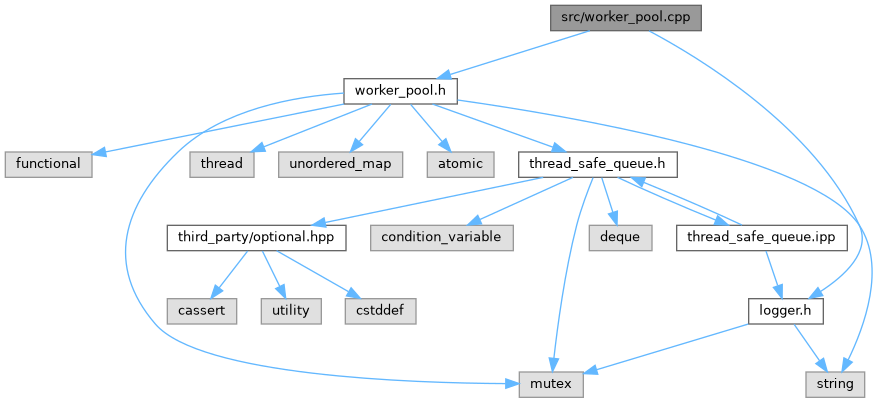 src/worker_pool.cpp
worker_pool.h
functional
thread
unordered_map
atomic
thread_safe_queue.h
third_party/optional.hpp
condition_variable
deque
thread_safe_queue.ipp
cassert
utility
cstddef
logger.h
mutex
string